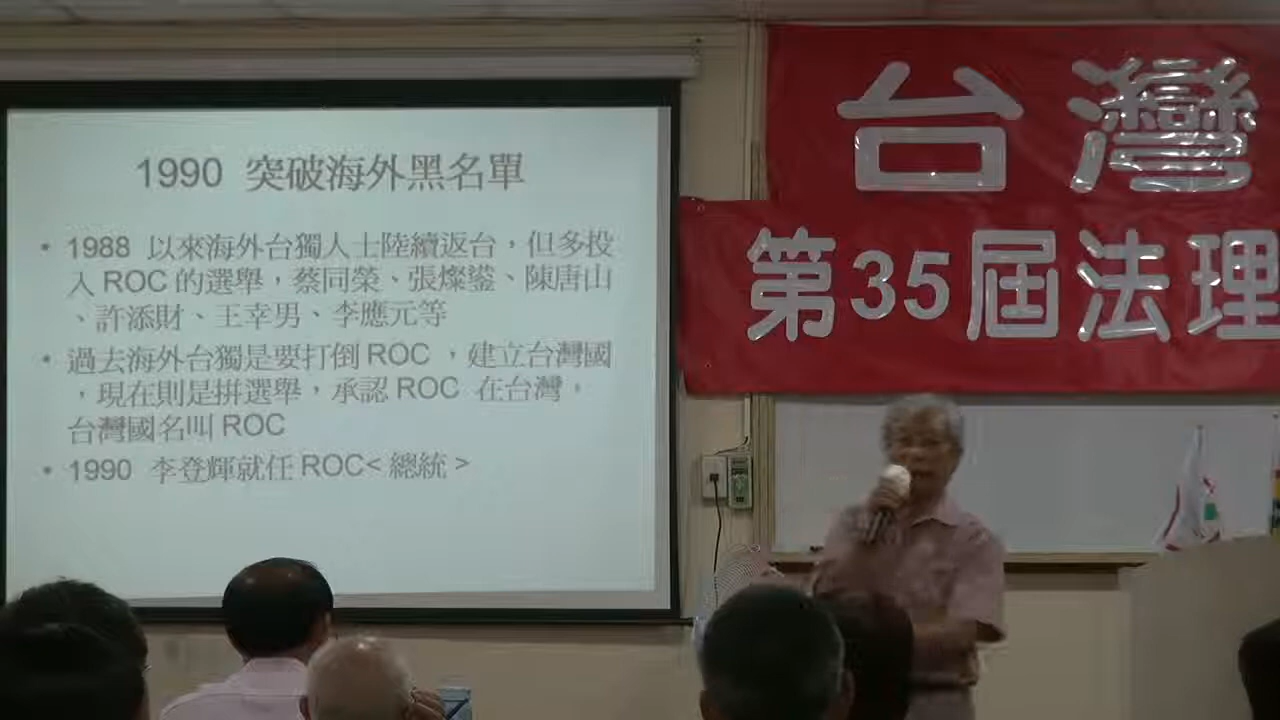 1990 突破海外黑名單
• 1988 以來海外台獨人士陸續返台，但多投
入 ROC 的選舉，蔡同榮、張燦鍙、陳唐山
、許添財、王幸男、李應元等
• 過去海外台獨是要打倒 ROC ，建立台灣國
，現在則是拚選舉，承認 ROC 在台灣，
台灣國名叫 ROC
• 1990 李登輝就任 ROC< 總統 >
台灣
第35屆法理